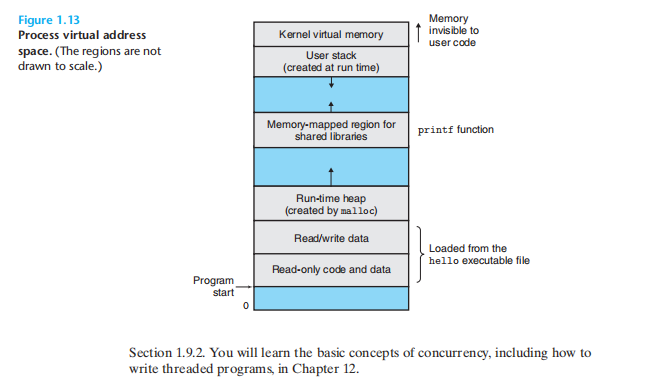 Figure 1.13
Process virtual address
space. (The regions are not
drawn to scale.)
Kernel virtual memory
Memory
invisible to
user code
User stack
(created at run time)
Memory-mapped region for
shared libraries
printf function
Run-time heap
(created by malloc)
Read/write data
Loaded from the
hello executable file
Read-only code and data
Program
start
0
Section 1.9.2. You will learn the basic concepts of concurrency, including how to
write threaded programs, in Chapter 12.